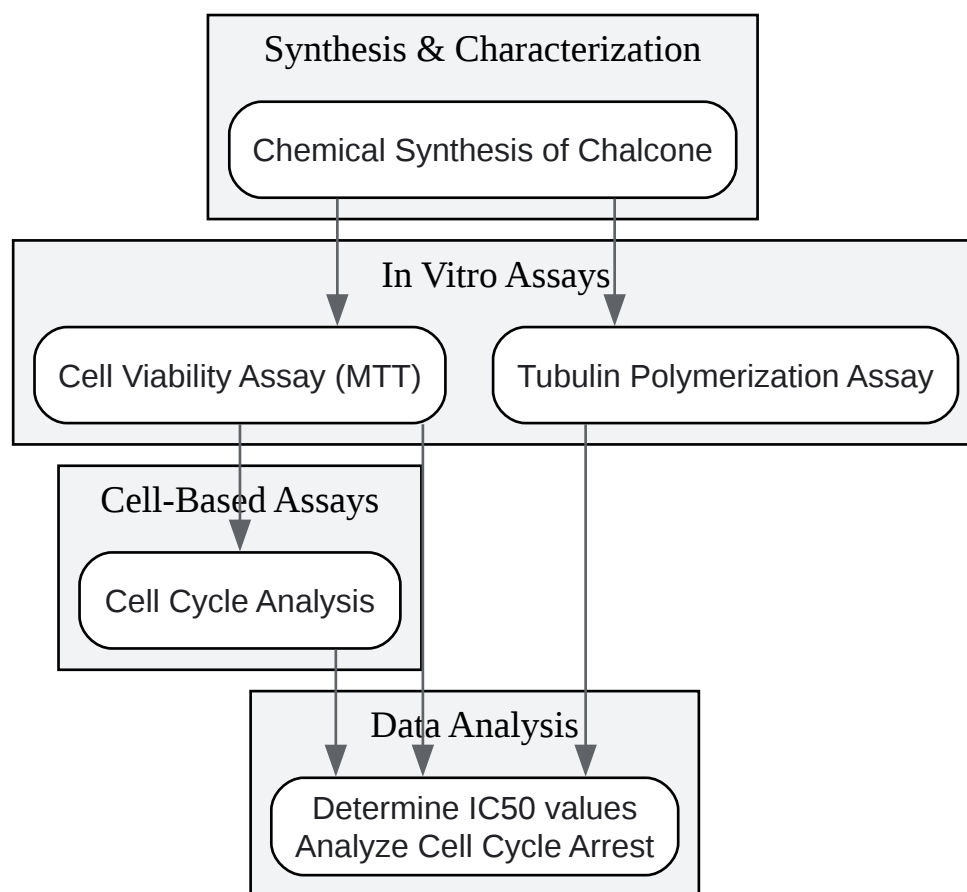 Synthesis & Characterization
Chemical Synthesis of Chalcone
In Vitro Assays
Cell Viability Assay (MTT)
Tubulin Polymerization Assay
Cell-Based Assays
Cell Cycle Analysis
Data Analysis
Determine IC50 values
Analyze Cell Cycle Arrest